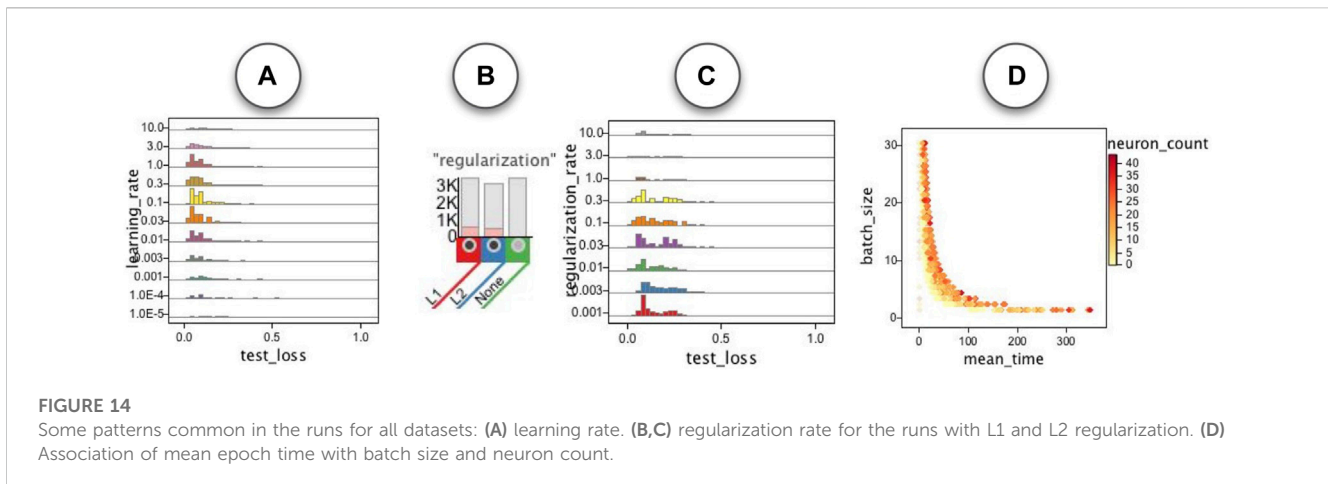 A
B
C
D
learning_rate
10.0
3.0
1.0
0.3
0.1
0.03
0.01
0.003
0.001
1.0E-4
1.0E-5
0.0 0.5 1.0
test_loss
"regularization"
3K
2K
1K
0
L1 L2 None
regularization_rate
10.0
3.0
1.0
0.3
0.1
0.03
0.01
0.003
0.001
0.0 0.5 1.0
test_loss
batch_size
30
20
10
0
0 100 200 300
mean_time
neuron_count
40
35
30
25
20
15
10
5
0
FIGURE 14
Some patterns common in the runs for all datasets: (A) learning rate. (B,C) regularization rate for the runs with L1 and L2 regularization. (D)
Association of mean epoch time with batch size and neuron count.